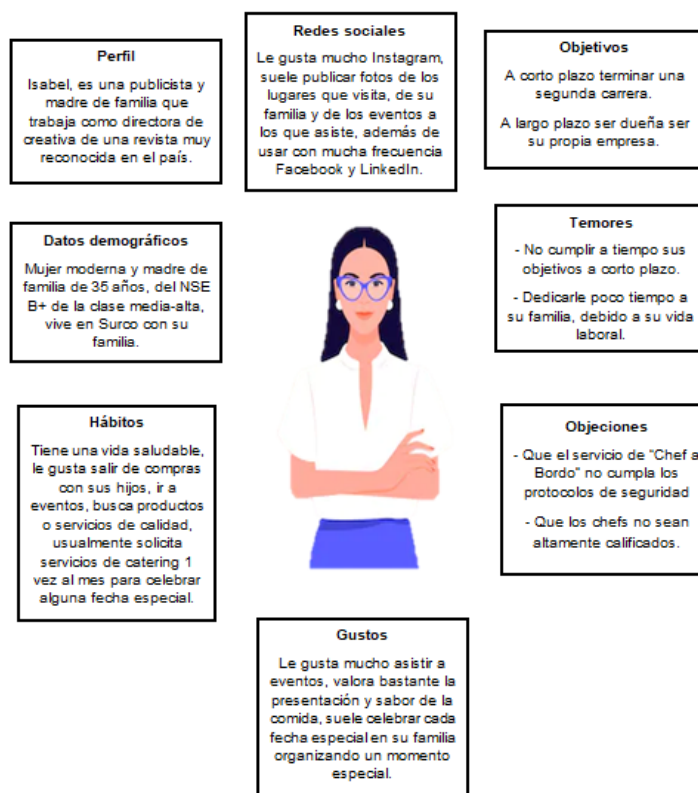 Perfil
Isabel, es una publicista y
madre de familia que
trabaja como directora de
creativa de una revista muy
reconocida en el país.
Redes sociales
Le gusta mucho Instagram,
suele publicar fotos de los
lugares que visita, de su
familia y de los eventos a
los que asiste, además de
usar con mucha frecuencia
Facebook y LinkedIn.
Objetivos
A corto plazo terminar una
segunda carrera.
A largo plazo ser dueña ser
su propia empresa.
Datos demográficos
Mujer moderna y madre de
familia de 35 años, del NSE
B+ de la clase media-alta,
vive en Surco con su
familia.
Temores
- No cumplir a tiempo sus
objetivos a corto plazo.
- Dedicarle poco tiempo a
su familia, debido a su vida
laboral.
Hábitos
Tiene una vida saludable,
le gusta salir de compras
con sus hijos, ir a
eventos, busca productos
o servicios de calidad,
usualmente solicita
servicios de catering 1
vez al mes para celebrar
alguna fecha especial.
Objeciones
- Que el servicio de "Chef a
Bordo" no cumpla los
protocolos de seguridad
- Que los chefs no sean
altamente calificados.
Gustos
Le gusta mucho asistir a
eventos, valora bastante la
presentación y sabor de la
comida, suele celebrar cada
fecha especial en su familia
organizando un momento
especial.